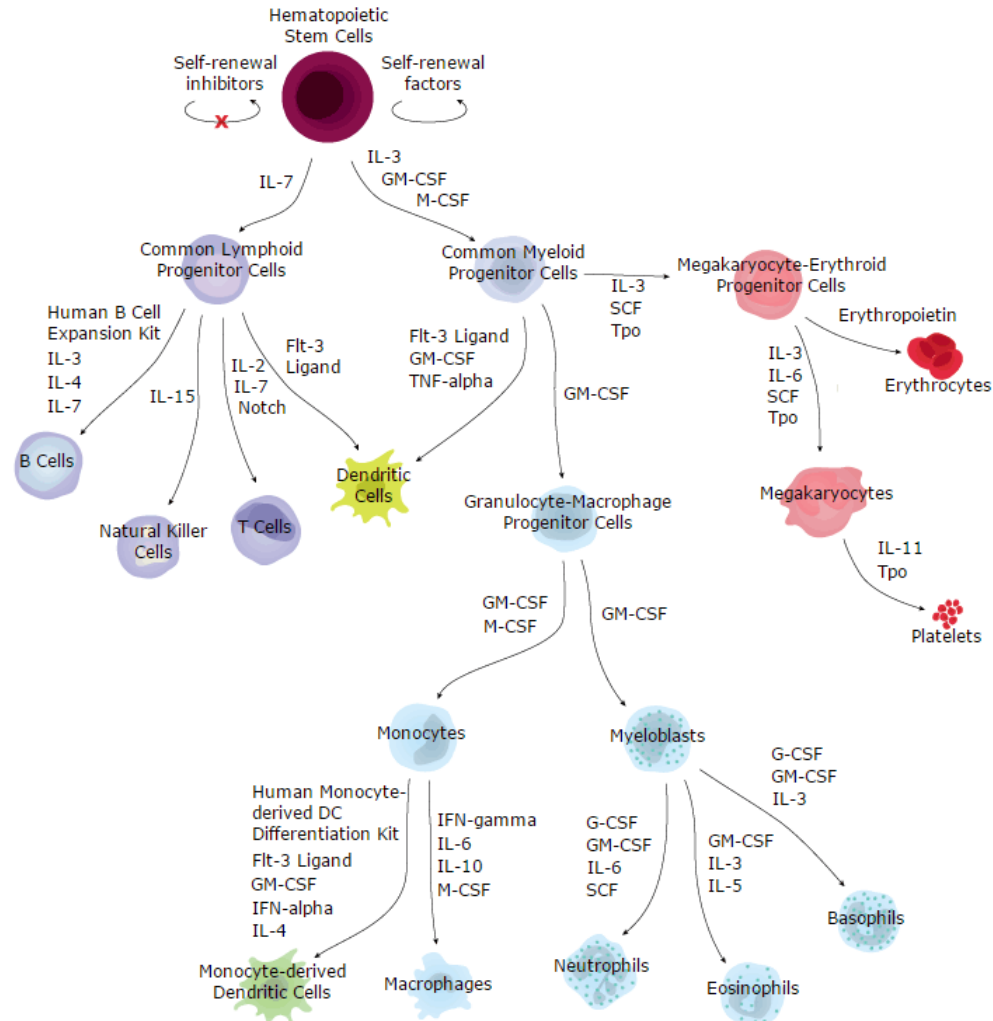 Hematopoietic
Stem Cells
Self-renewal
inhibitors
X
Self-renewal
factors
IL-7
IL-3
GM-CSF
M-CSF
Common Lymphoid
Progenitor Cells
Common Myeloid
Progenitor Cells
Megakaryocyte-Erythroid
Progenitor Cells
IL-3
SCF
Tpo
Human B Cell
Expansion Kit
IL-3
IL-4
IL-7
IL-15
IL-2
IL-7
Notch
Flt-3
Ligand
Flt-3 Ligand
GM-CSF
TNF-alpha
GM-CSF
Erythropoietin
Erythrocytes
IL-3
IL-6
SCF
Tpo
B Cells
Natural Killer
Cells
T Cells
Dendritic
Cells
Granulocyte-Macrophage
Progenitor Cells
Megakaryocytes
IL-11
Tpo
Platelets
GM-CSF
M-CSF
GM-CSF
Monocytes
Myeloblasts
Human Monocyte-
derived DC
Differentiation Kit
Flt-3 Ligand
GM-CSF
IFN-alpha
IL-4
IFN-gamma
IL-6
IL-10
M-CSF
G-CSF
GM-CSF
IL-6
SCF
GM-CSF
IL-3
IL-5
G-CSF
GM-CSF
IL-3
Monocyte-derived
Dendritic Cells
Macrophages
Neutrophils
Eosinophils
Basophils